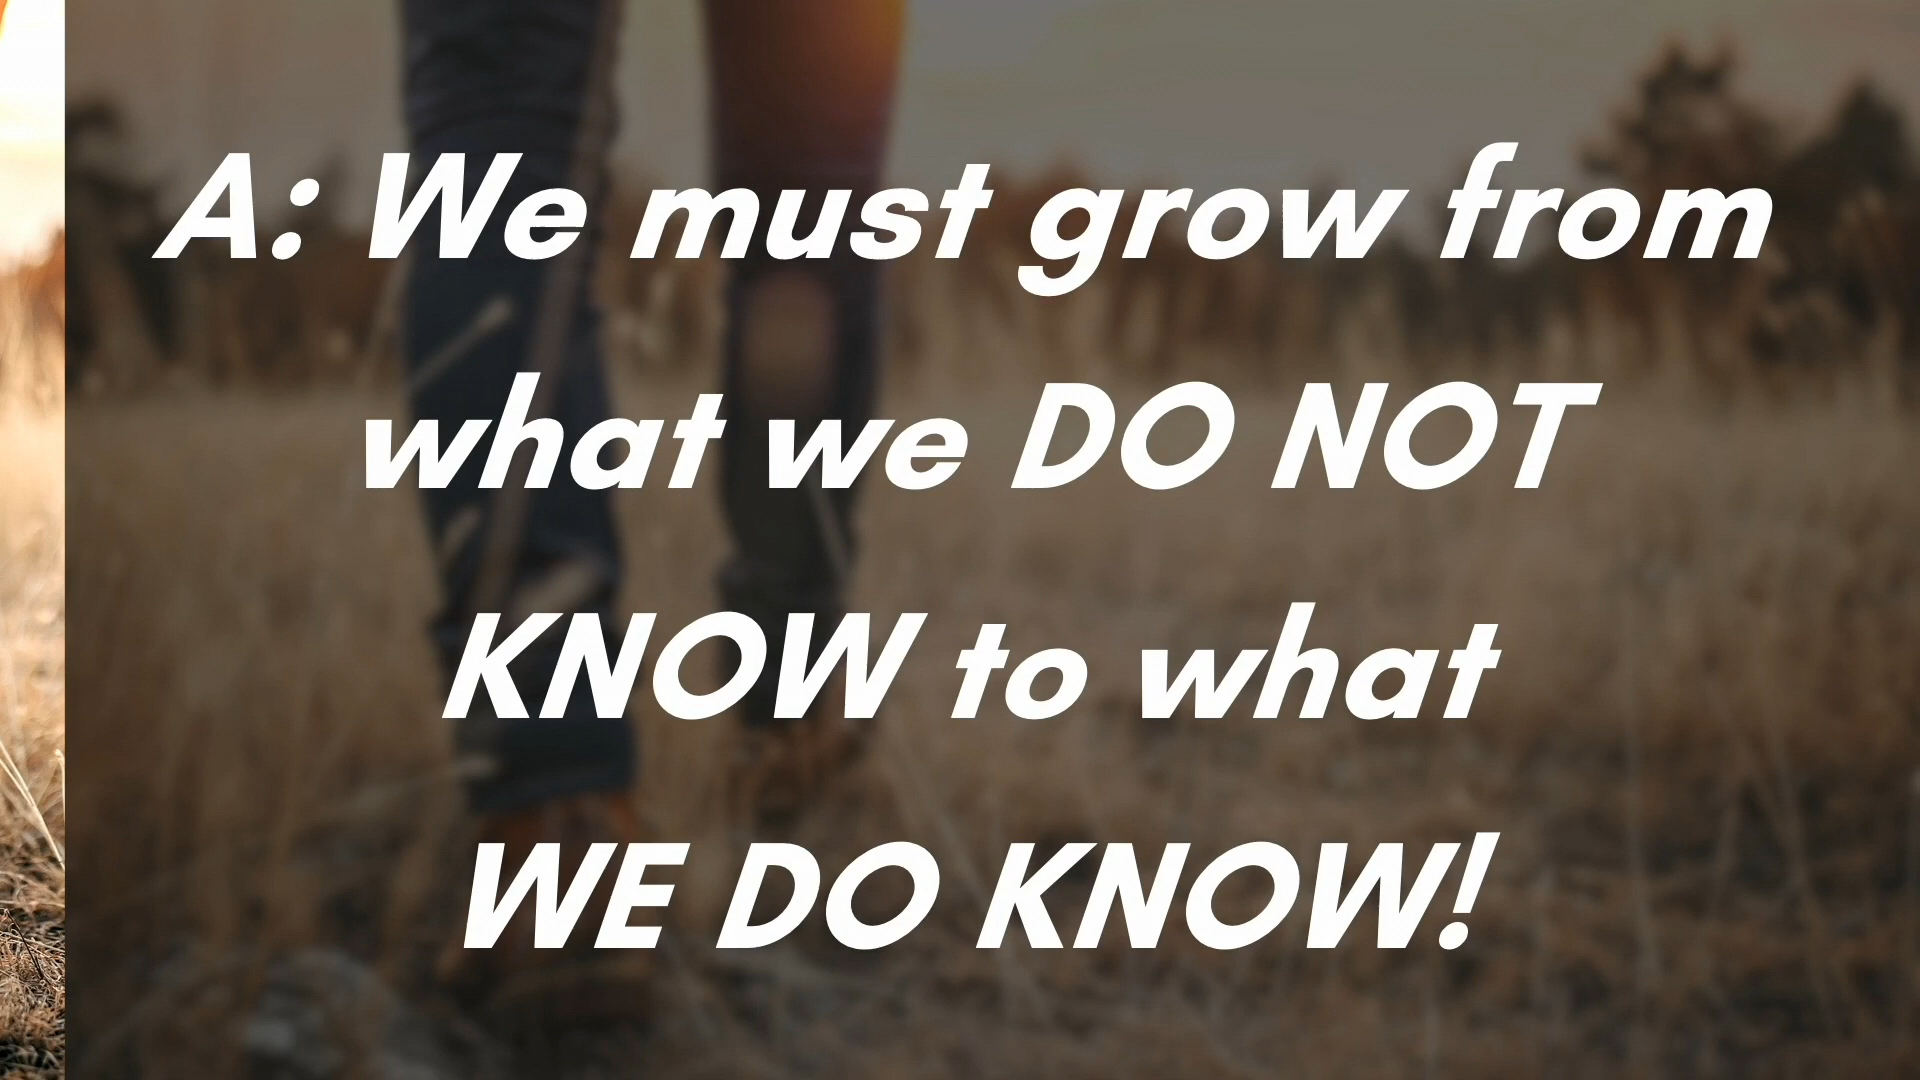 A: We must grow from
what we DO NOT
KNOW to what
WE DO KNOW!